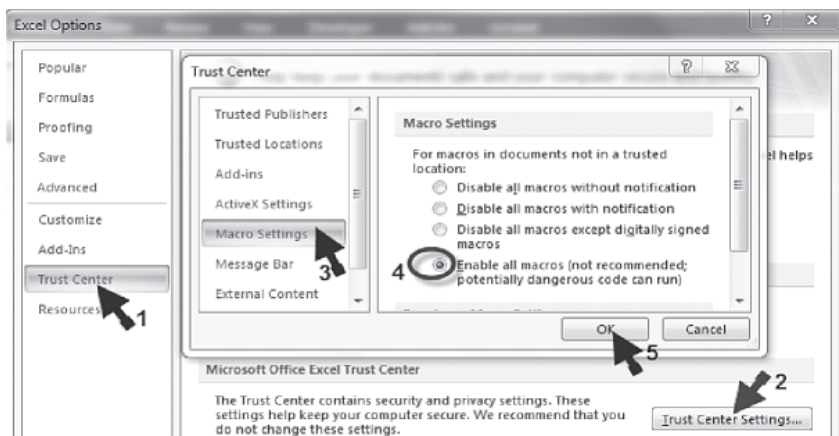 Excel Options
Popular
Formulas
Proofing
Save
Advanced
Customize
Add-Ins
Trust Center
1
Resources
Trust Center
Trusted Publishers
Trusted Locations
Add-ins
ActiveX Settings
Macro Settings
3
Message Bar
External Content
Macro Settings
For macros in documents not in a trusted
location:
Disable all macros without notification
Disable all macros with notification
Disable all macros except digitally signed
macros
4
Enable all macros (not recommended;
potentially dangerous code can run)
OK
5
Cancel
helps
Microsoft Office Excel Trust Center
The Trust Center contains security and privacy settings. These
settings help keep your computer secure. We recommend that you
do not change these settings.
2
Trust Center Settings...